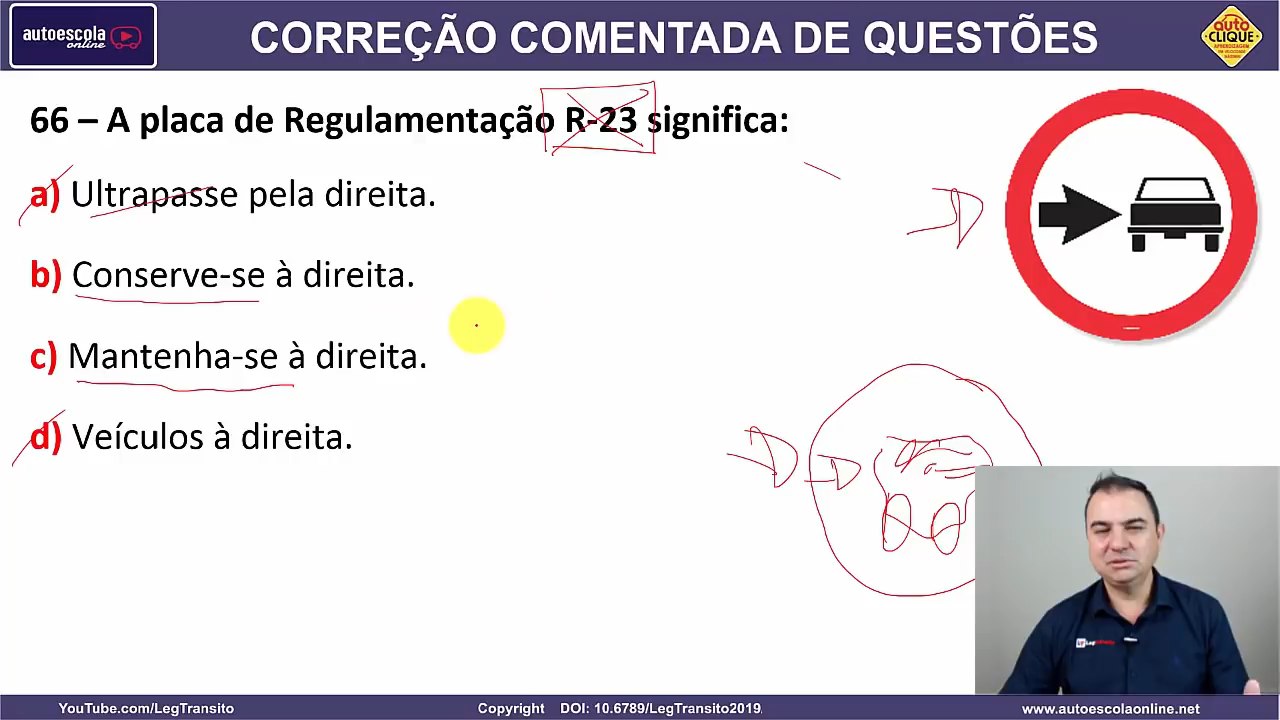 autoescola
online
CORREÇÃO COMENTADA DE QUESTÕES
auto
CLIQUE
66 – A placa de Regulamentação R-23 significa:
a) Ultrapasse pela direita.
b) Conserve-se à direita.
c) Mantenha-se à direita.
d) Veículos à direita.
YouTube.com/LegTransito
Copyright DOI: 10.6789/LegTransito2019
www.autoescolaonline.net